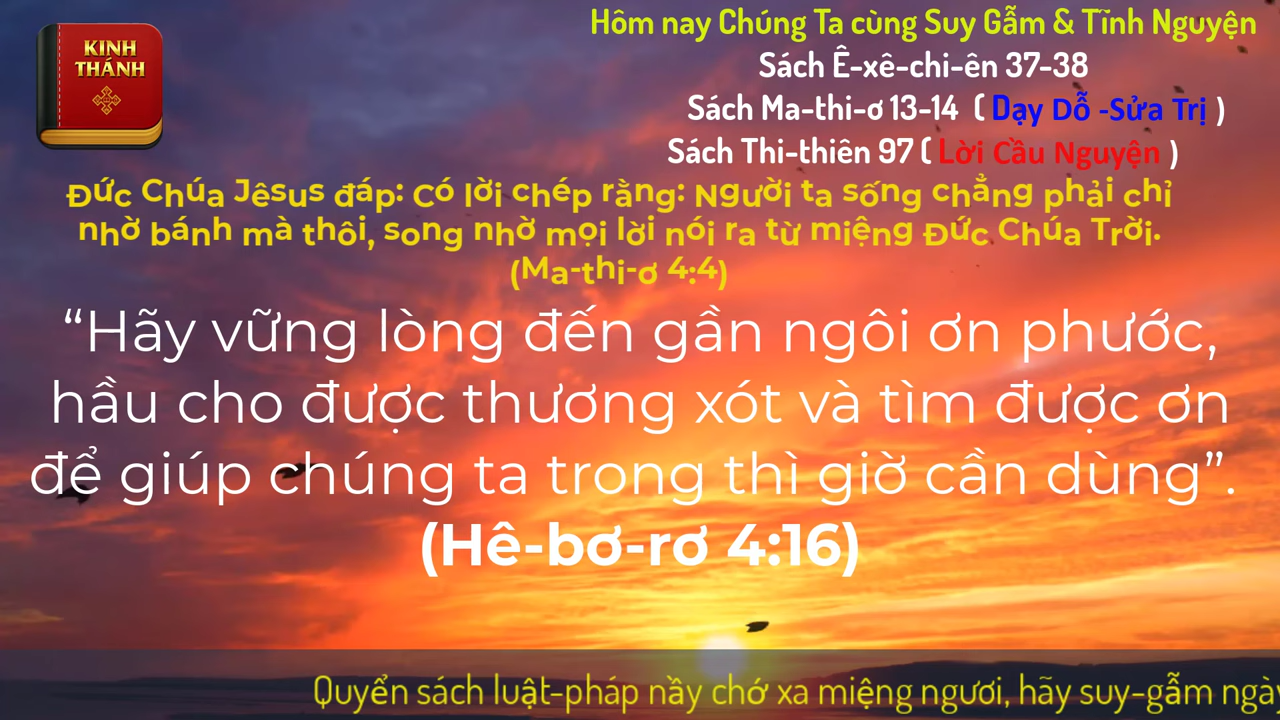 KINH
THÁNH
Hôm nay Chúng Ta cùng Suy Gẫm & Tĩnh Nguyện
Sách Ê-xê-chi-ên 37-38
Sách Ma-thi-ơ 13-14 ( Dạy Dỗ -Sửa Trị )
Sách Thi-thiên 97 ( Lời Cầu Nguyện )
Đức Chúa Jêsus đáp: Có lời chép rằng: Người ta sống chẳng phải chỉ
nhờ bánh mà thôi, song nhờ mọi lời nói ra từ miệng Đức Chúa Trời.
(Ma-thi-ơ 4:4)
“Hãy vững lòng đến gần ngôi ơn phước,
hầu cho được thương xót và tìm được ơn
để giúp chúng ta trong thì giờ cần dùng”.
(Hê-bơ-rơ 4:16)
Quyển sách luật-pháp nầy chớ xa miệng ngươi, hãy suy-gẫm ngày